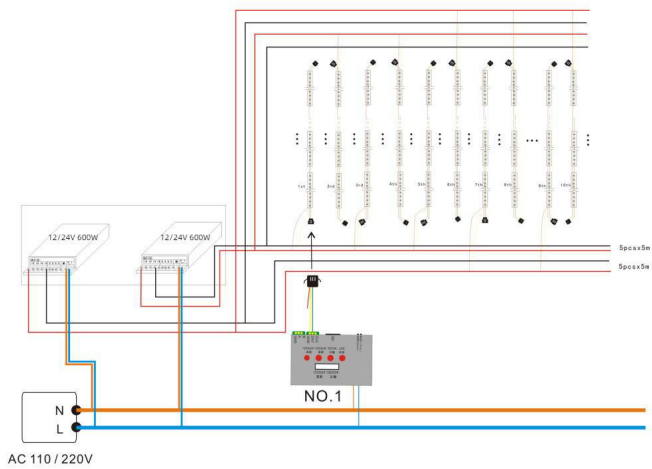 1st
2nd
3rd
4th
5th
6th
7th
8th
9th
10th
12/24V 600W
12/24V 600W
5pcsx5m
5pcsx5m
NO.1
N
L
AC 110 / 220V